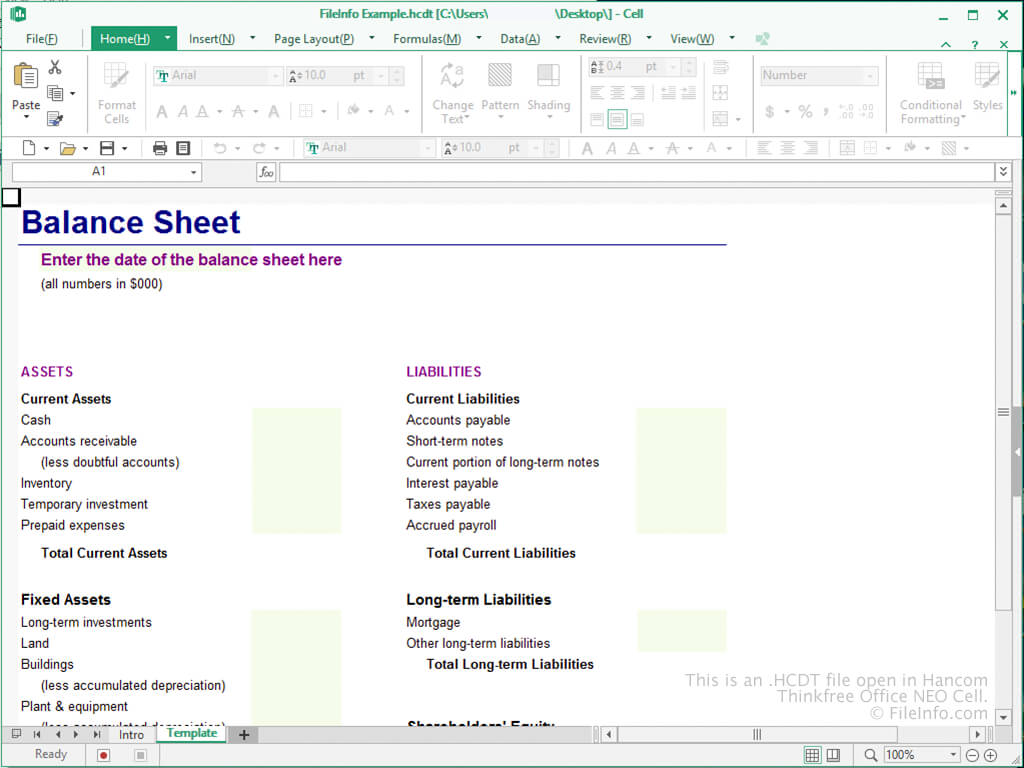 FileInfo Example.hcdt [C:\Users\ \Desktop\] - Cell
File(F) Home(H) Insert(N) Page Layout(P) Formulas(M) Data(A) Review(R) View(W)
Arial 10.0 pt 0.4 pt Number
Paste Format Cells Change Text Pattern Shading Conditional Formatting Styles
Arial 10.0 pt
A1
Balance Sheet
Enter the date of the balance sheet here
(all numbers in $000)
ASSETS LIABILITIES
Current Assets Current Liabilities
Cash Accounts payable
Accounts receivable Short-term notes
(less doubtful accounts) Current portion of long-term notes
Inventory Interest payable
Temporary investment Taxes payable
Prepaid expenses Accrued payroll
Total Current Assets Total Current Liabilities
Fixed Assets Long-term Liabilities
Long-term investments Mortgage
Land Other long-term liabilities
Buildings Total Long-term Liabilities
(less accumulated depreciation)
Plant & equipment
(less accumulated depreciation) Shareholders' Equity
This is an .HCDT file open in Hancom
Thinkfree Office NEO Cell.
© FileInfo.com
Intro Template
Ready 100%